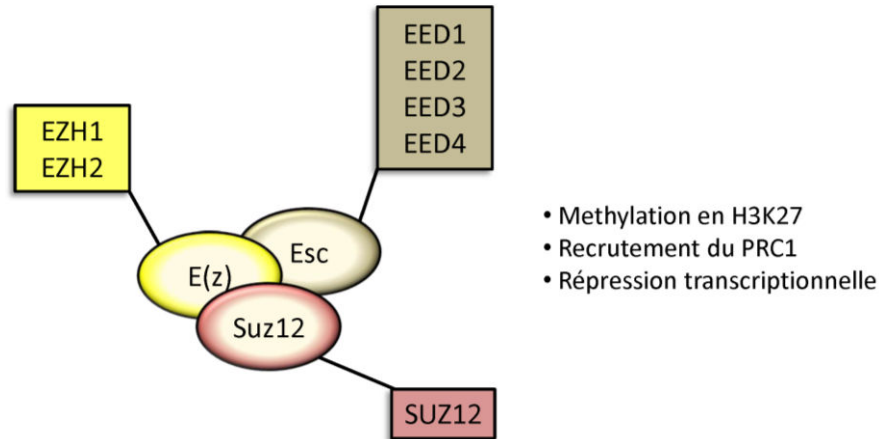 EED1
EED2
EED3
EED4
EZH1
EZH2
Esc
E(z)
Suz12
SUZ12
• Methylation en H3K27
• Recrutement du PRC1
• Répression transcriptionnelle